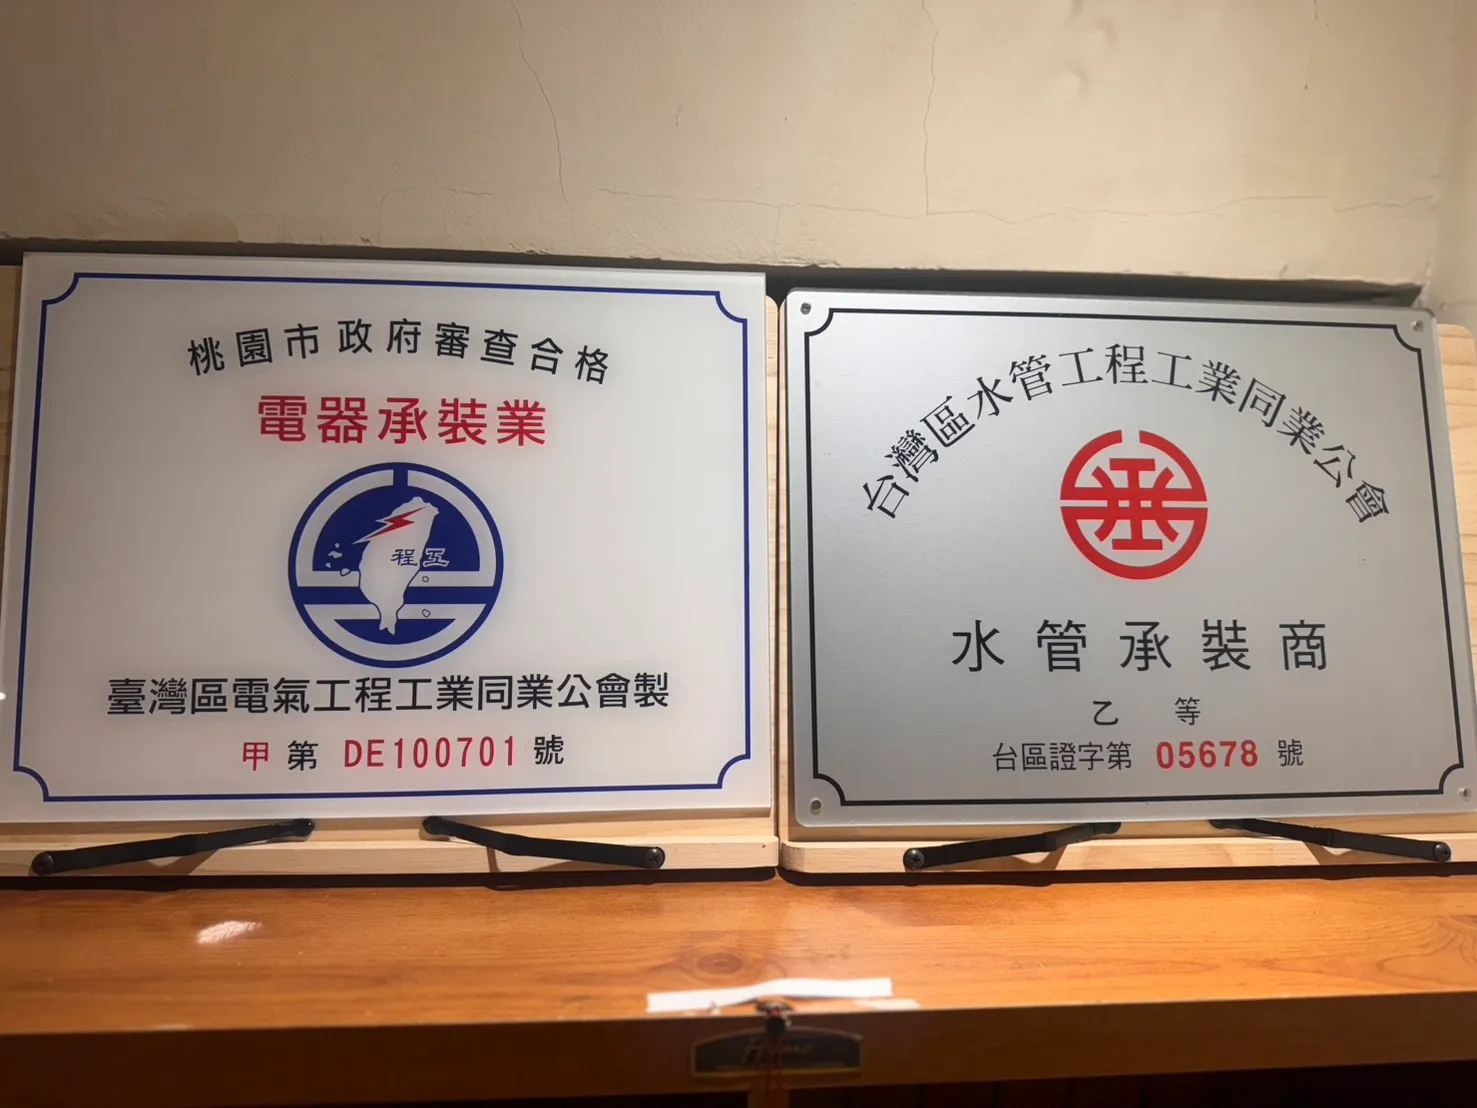 桃園市政府審查合格
電器承裝業
工程
臺灣區電氣工程工業同業公會製
甲第 DE100701 號
台灣區水管工程工業同業公會
水管承裝商
乙等
台區證字第 05678 號